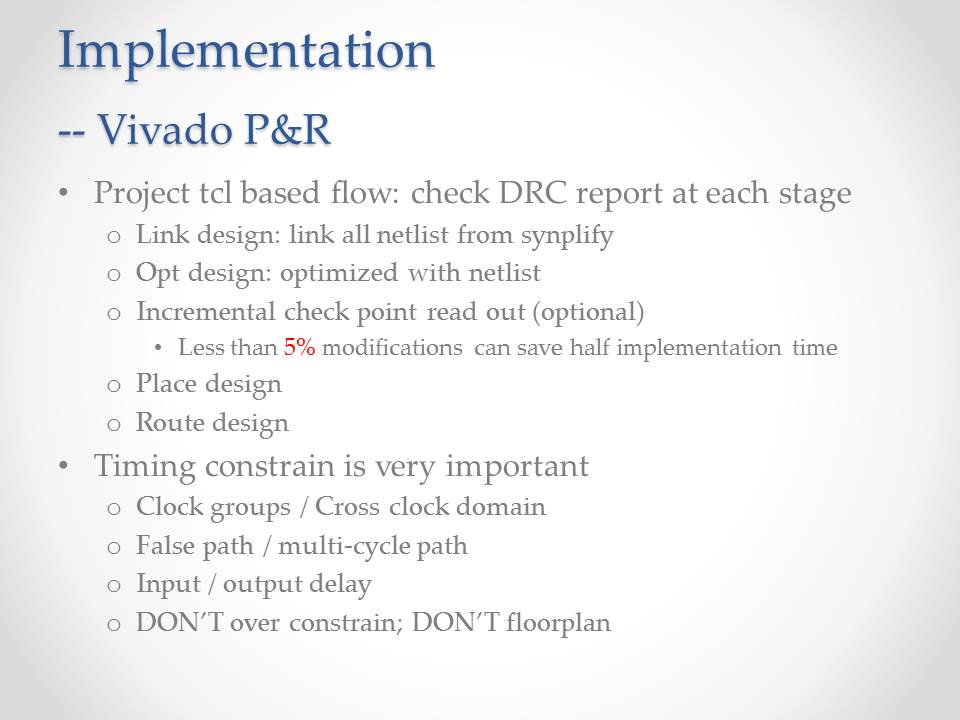 Implementation
-- Vivado P&R
• Project tcl based flow: check DRC report at each stage
o Link design: link all netlist from synplify
o Opt design: optimized with netlist
o Incremental check point read out (optional)
• Less than 5% modifications can save half implementation time
o Place design
o Route design
• Timing constrain is very important
o Clock groups / Cross clock domain
o False path / multi-cycle path
o Input / output delay
o DON’T over constrain; DON’T floorplan